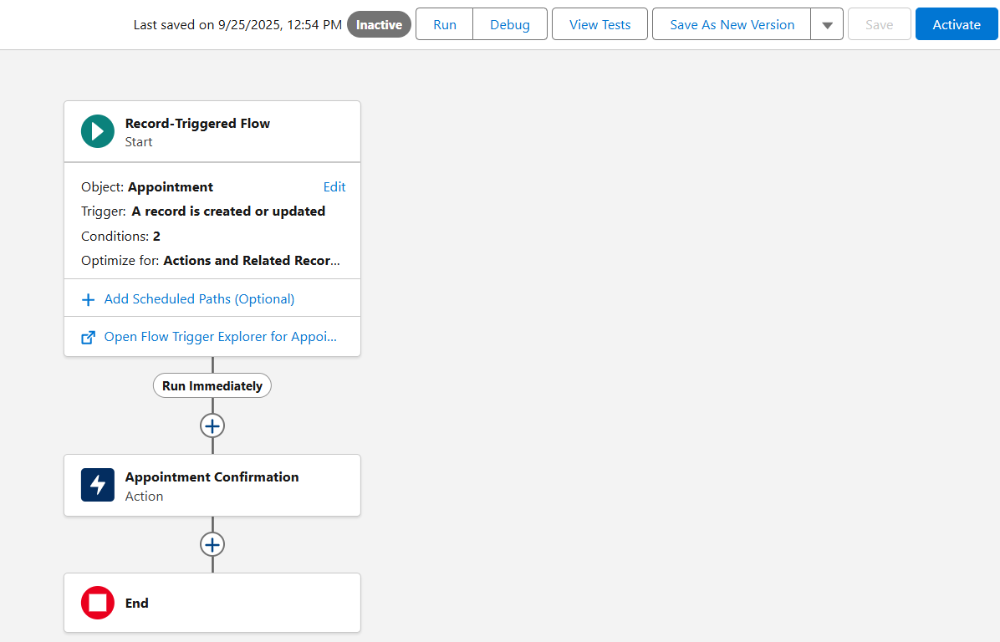 Last saved on 9/25/2025, 12:54 PM Inactive Run Debug View Tests Save As New Version Save Activate
Record-Triggered Flow
Start
Object: Appointment Edit
Trigger: A record is created or updated
Conditions: 2
Optimize for: Actions and Related Recor...
Add Scheduled Paths (Optional)
Open Flow Trigger Explorer for Appoi...
Run Immediately
Appointment Confirmation
Action
End